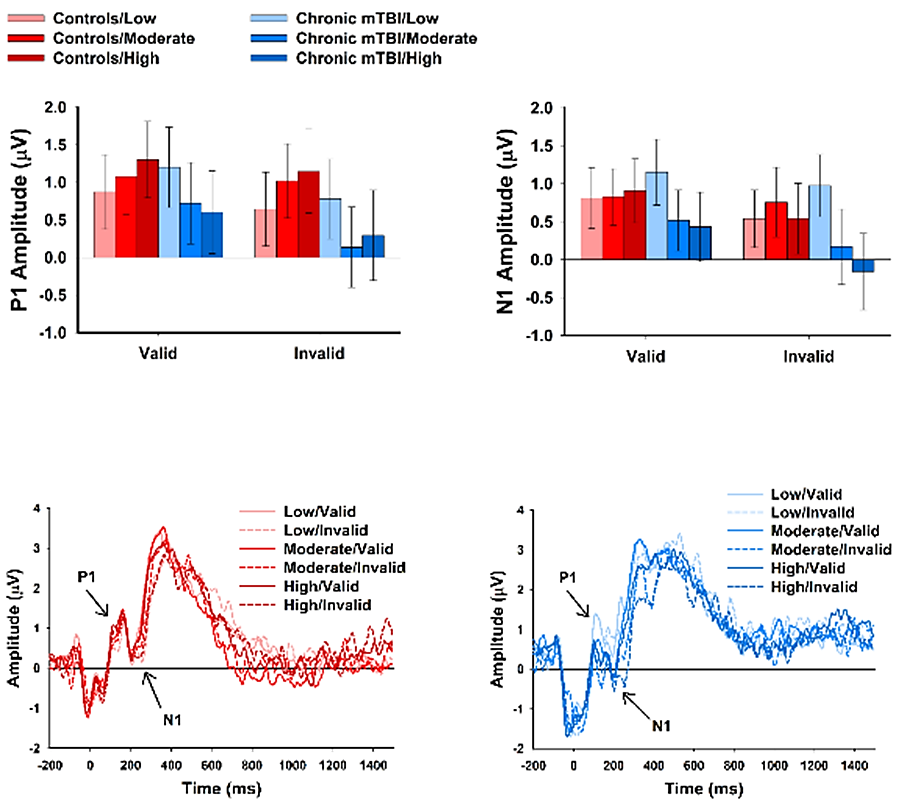 Controls/Low
Controls/Moderate
Controls/High
Chronic mTBI/Low
Chronic mTBI/Moderate
Chronic mTBI/High
P1 Amplitude (µV)
2.0
1.5
1.0
0.5
0.0
-0.5
-1.0
Valid
Invalid
N1 Amplitude (µV)
2.0
1.5
1.0
0.5
0.0
-0.5
-1.0
Valid
Invalid
Amplitude (µV)
4
3
2
1
0
-1
-2
P1
N1
Low/Valid
Low/Invalid
Moderate/Valid
Moderate/Invalid
High/Valid
High/Invalid
-200 0 200 400 600 800 1000 1200 1400
Time (ms)
Amplitude (µV)
4
3
2
1
0
-1
-2
P1
N1
Low/Valid
Low/Invalid
Moderate/Valid
Moderate/Invalid
High/Valid
High/Invalid
-200 0 200 400 600 800 1000 1200 1400
Time (ms)